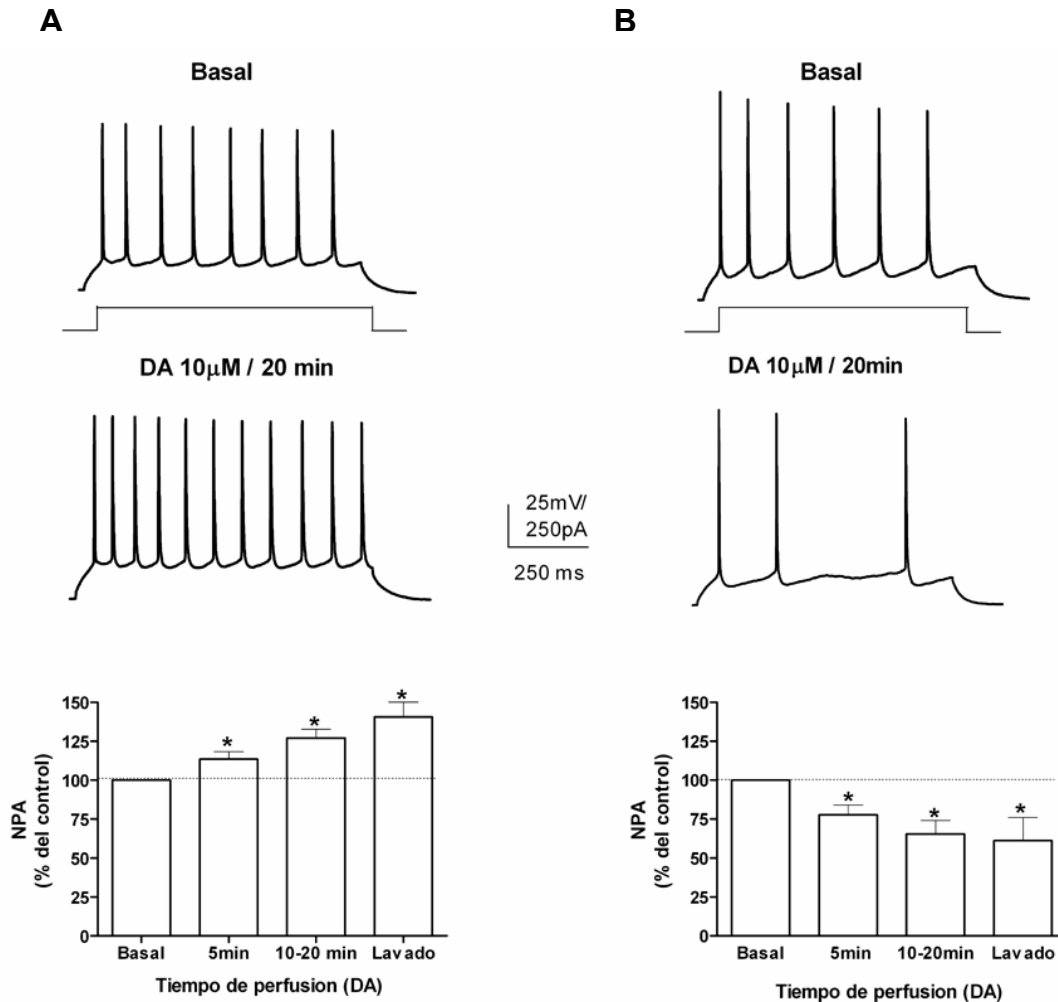 A
Basal
DA 10μM / 20 min
150
125
100
75
50
25
0
NPA
(% del control)
*
*
*
Basal
5min
10-20 min
Lavado
Tiempo de perfusion (DA)
25mV/
250pA
250 ms
B
Basal
DA 10μM / 20min
150
125
100
75
50
25
0
NPA
(% del control)
*
*
*
Basal
5min
10-20min
Lavado
Tiempo de perfusion (DA)